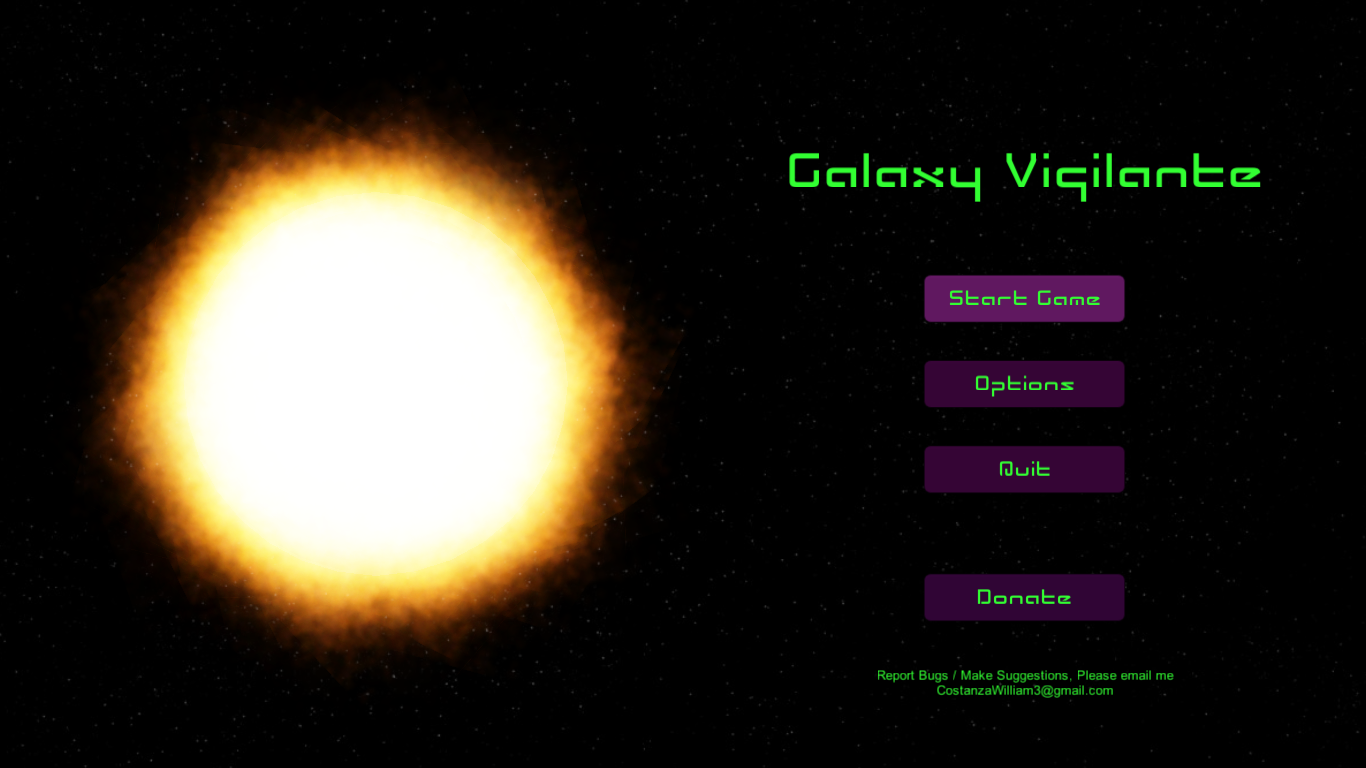 Galaxy Vigilante
Start Game
Options
Quit
Donate
Report Bugs / Make Suggestions, Please email me
CostanzaWilliam3@gmail.com